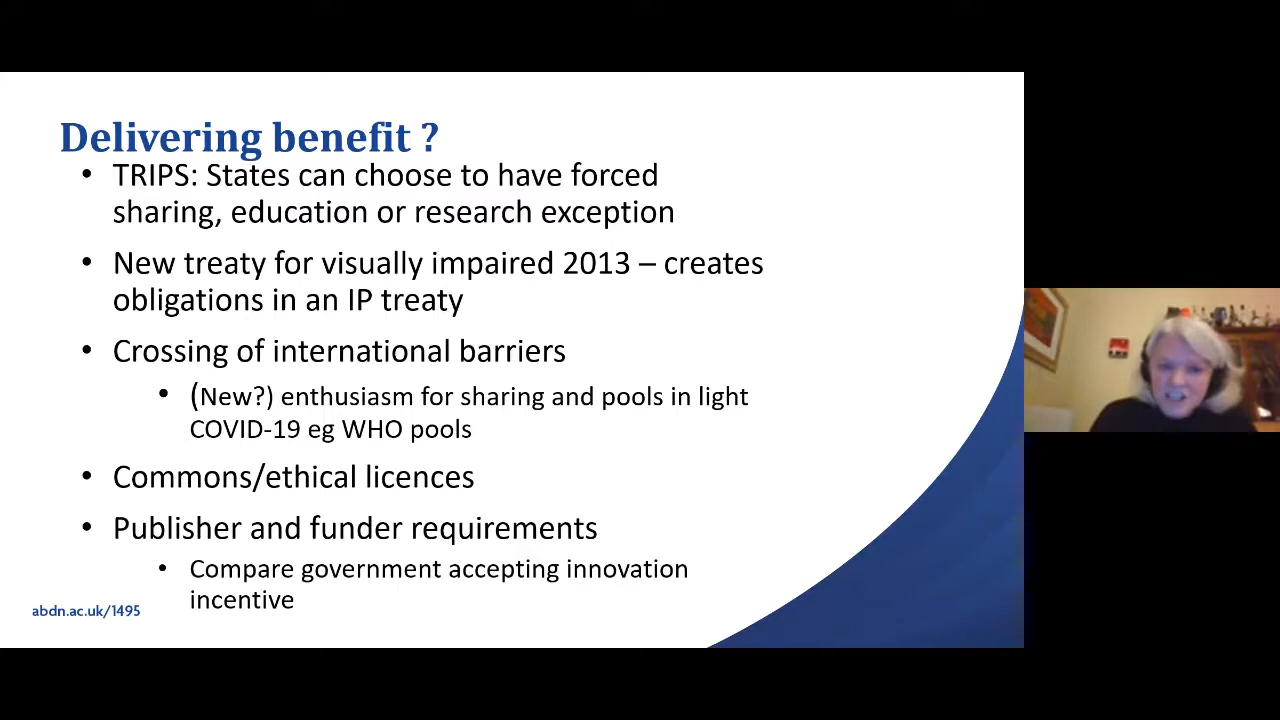 Delivering benefit ?
• TRIPS: States can choose to have forced
sharing, education or research exception
• New treaty for visually impaired 2013 – creates
obligations in an IP treaty
• Crossing of international barriers
• (New?) enthusiasm for sharing and pools in light
COVID-19 eg WHO pools
• Commons/ethical licences
• Publisher and funder requirements
• Compare government accepting innovation
incentive
abdn.ac.uk/1495